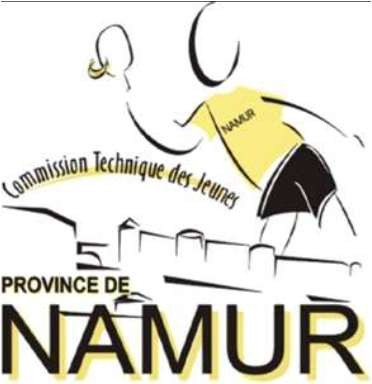 NAMUR
Commission Technique des Jeunes
PROVINCE DE
NAMUR